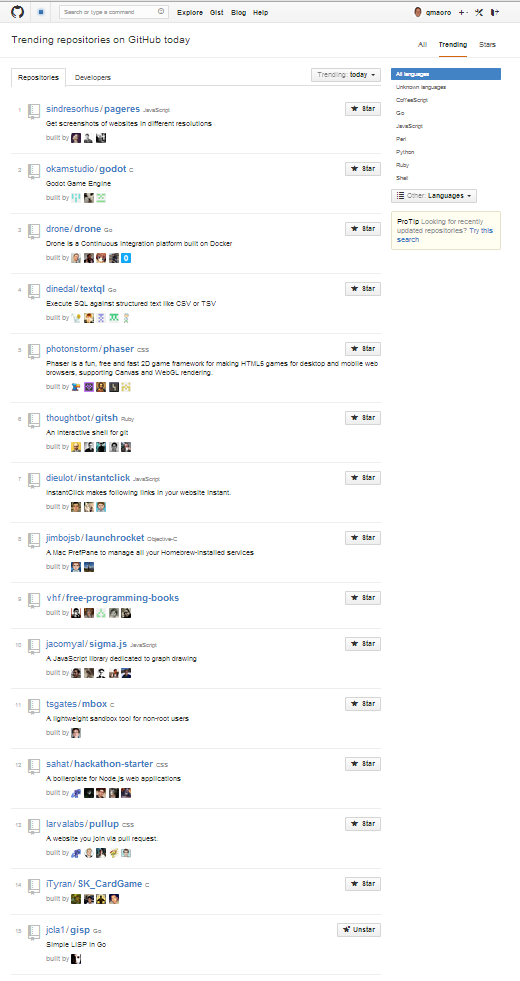 Search or type a command
Explore Gist Blog Help
qmaoro
Trending repositories on GitHub today
All Trending Stars
Repositories Developers
Trending: today
All languages
Unknown languages
CoffeeScript
Go
JavaScript
Perl
Python
Ruby
Shell
Other: Languages
ProTip Looking for recently
updated repositories? Try this
search
1 sindresorhus/pageres JavaScript
Star
Get screenshots of websites in different resolutions
built by
2 okamstudio/godot C
Star
Godot Game Engine
built by
3 drone/drone Go
Star
Drone is a Continuous Integration platform built on Docker
built by
4 dinedal/textql Go
Star
Execute SQL against structured text like CSV or TSV
built by
5 photonstorm/phaser CSS
Star
Phaser is a fun, free and fast 2D game framework for making HTML5 games for desktop and mobile web
browsers, supporting Canvas and WebGL rendering.
built by
6 thoughtbot/gitsh Ruby
Star
An interactive shell for git
built by
7 dieulot/instantclick JavaScript
Star
InstantClick makes following links in your website instant.
built by
8 jimbojsb/launchrocket Objective-C
Star
A Mac PrefPane to manage all your Homebrew-installed services
built by
9 vhf/free-programming-books
Star
built by
10 jacomyal/sigma.js JavaScript
Star
A JavaScript library dedicated to graph drawing
built by
11 tsgates/mbox C
Star
A lightweight sandbox tool for non-root users
built by
12 sahat/hackathon-starter CSS
Star
A boilerplate for Node.js web applications
built by
13 larvalabs/pullup CSS
Star
A website you join via pull request.
built by
14 iTyran/SK_CardGame C
Star
built by
15 jcla1/gisp Go
Unstar
Simple LISP in Go
built by